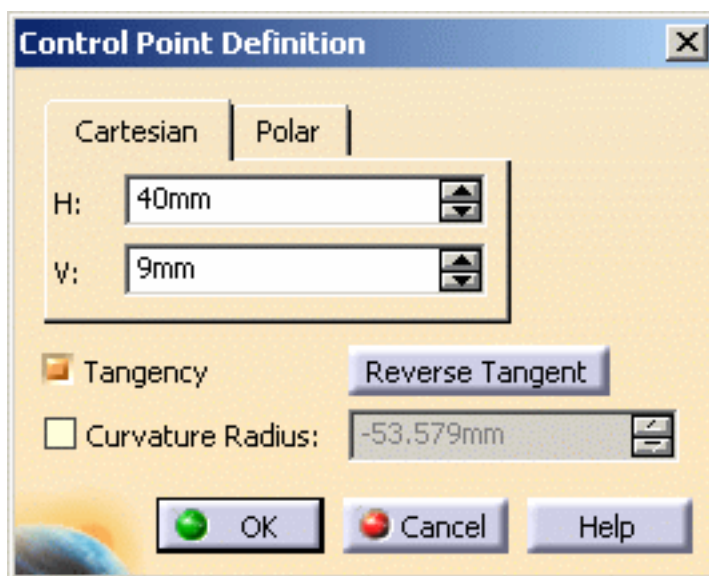 Control Point Definition
Cartesian Polar
H: 40mm
V: 9mm
Tangency Reverse Tangent
Curvature Radius: -53.579mm
OK Cancel Help